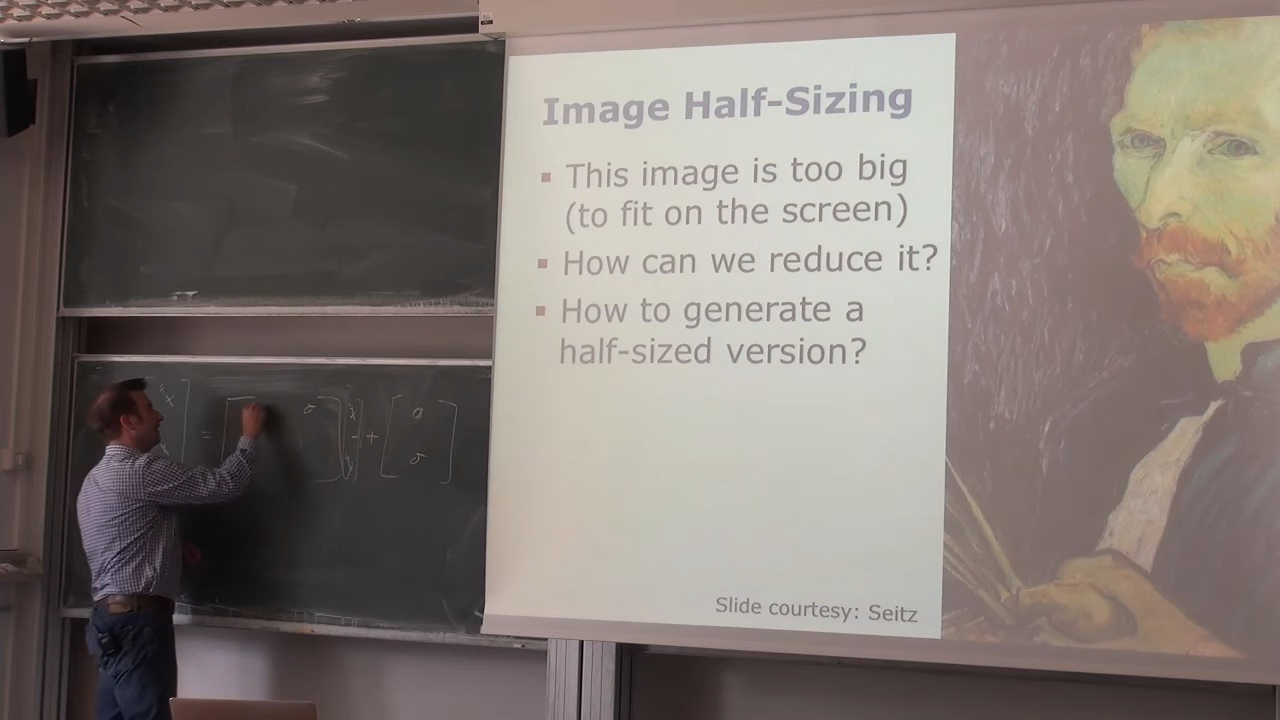 Image Half-Sizing
This image is too big
(to fit on the screen)
How can we reduce it?
How to generate a
half-sized version?
Slide courtesy: Seitz